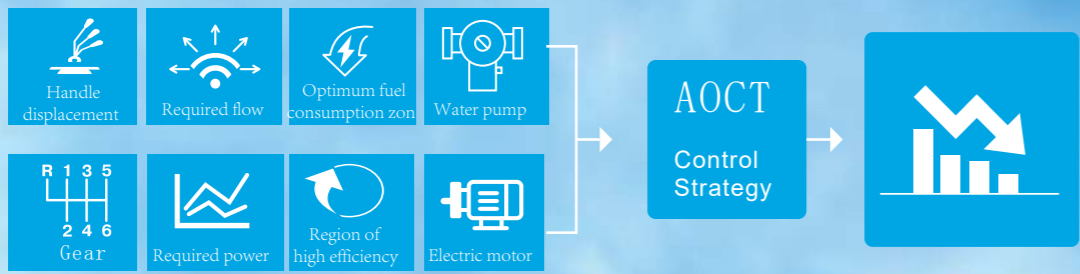 Handle
displacement
Required flow
Optimum fuel
consumption zon
Water pump
R 1 3 5
2 4 6
Gear
Required power
Region of
high efficiency
Electric motor
AOCT
Control
Strategy